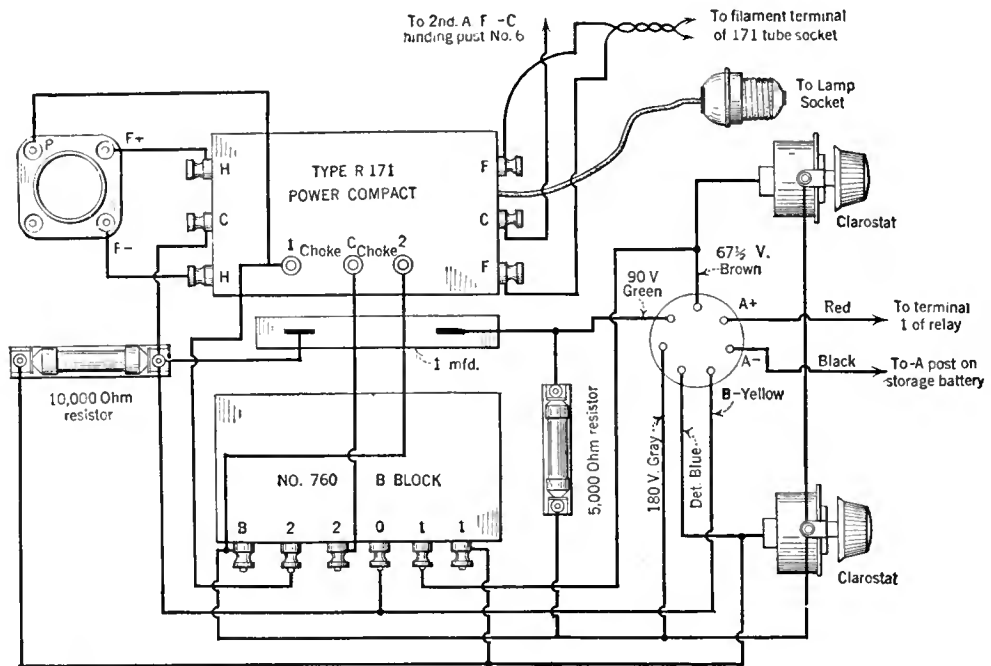 To 2nd. A F -C
hinding pust No. 6
To filament terminal
of 171 tube socket
To Lamp
Socket
P
F+
F-
H
C
H
TYPE R 171
POWER COMPACT
F
C
F
1 Choke C Choke 2
Clarostat
67½ V.
Brown
90 V
Green
A+
Red
To terminal
1 of relay
A-
Black
To-A post on
storage battery
B-Yellow
1 mfd.
10,000 Ohm
resistor
5,000 Ohm resistor
180 V. Gray
Det. Blue
NO. 760 B BLOCK
B 2 2 0 1 1
Clarostat